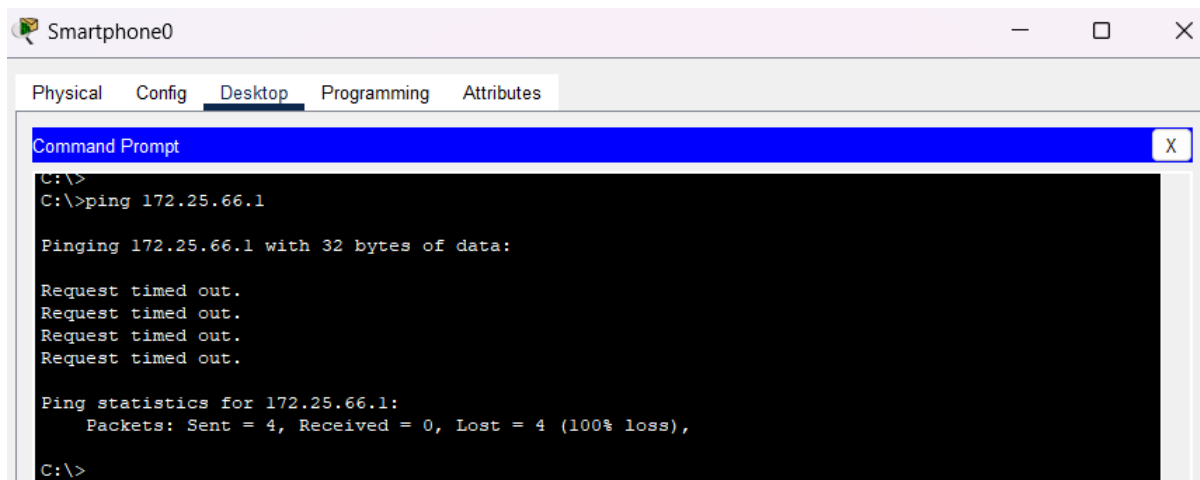 Smartphone0
Physical Config Desktop Programming Attributes
Command Prompt
X
C:\>
C:\>ping 172.25.66.1
Pinging 172.25.66.1 with 32 bytes of data:
Request timed out.
Request timed out.
Request timed out.
Request timed out.
Ping statistics for 172.25.66.1:
Packets: Sent = 4, Received = 0, Lost = 4 (100% loss),
C:\>